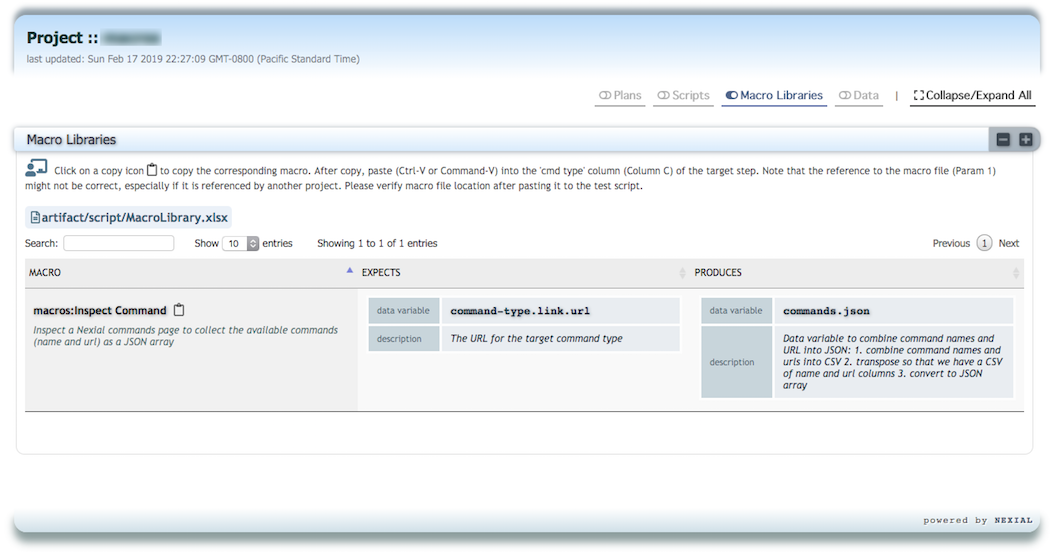 Project ::
last updated: Sun Feb 17 2019 22:27:09 GMT-0800 (Pacific Standard Time)
Plans Scripts Macro Libraries Data | Collapse/Expand All
Macro Libraries
Click on a copy icon to copy the corresponding macro. After copy, paste (Ctrl-V or Command-V) into the 'cmd type' column (Column C) of the target step. Note that the reference to the macro file (Param 1)
might not be correct, especially if it is referenced by another project. Please verify macro file location after pasting it to the test script.
artifact/script/MacroLibrary.xlsx
Search: Show 10 entries Showing 1 to 1 of 1 entries Previous 1 Next
MACRO EXPECTS PRODUCES
macros:Inspect Command
Inspect a Nexial commands page to collect the available commands
(name and url) as a JSON array
data variable command-type.link.url
description The URL for the target command type
data variable commands.json
description
Data variable to combine command names and
URL into JSON: 1. combine command names and
urls into CSV 2. transpose so that we have a CSV
of name and url columns 3. convert to JSON
array
powered by NEXIAL